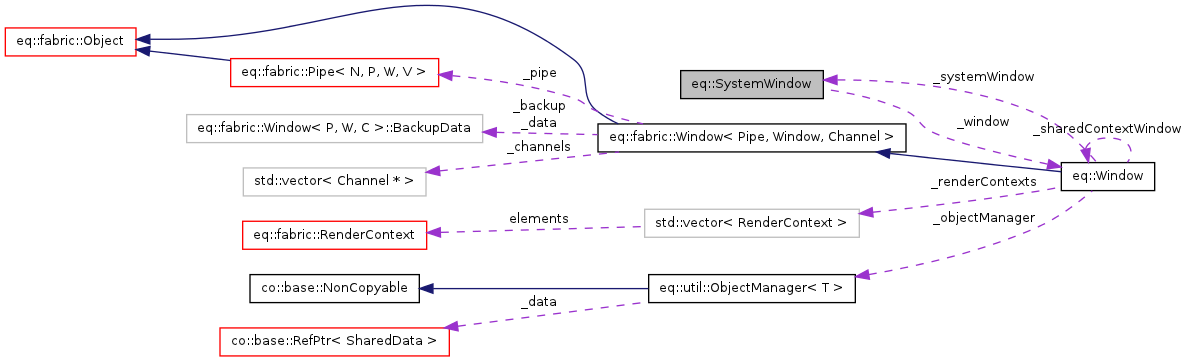 eq::fabric::Object
eq::fabric::Pipe< N, P, W, V >
_pipe
eq::SystemWindow
_systemWindow
_backup
_data
eq::fabric::Window< P, W, C >::BackupData
eq::fabric::Window< Pipe, Window, Channel >
_window
_sharedContextWindow
_channels
std::vector< Channel * >
eq::Window
_renderContexts
elements
std::vector< RenderContext >
_objectManager
eq::fabric::RenderContext
co::base::NonCopyable
eq::util::ObjectManager< T >
_data
co::base::RefPtr< SharedData >